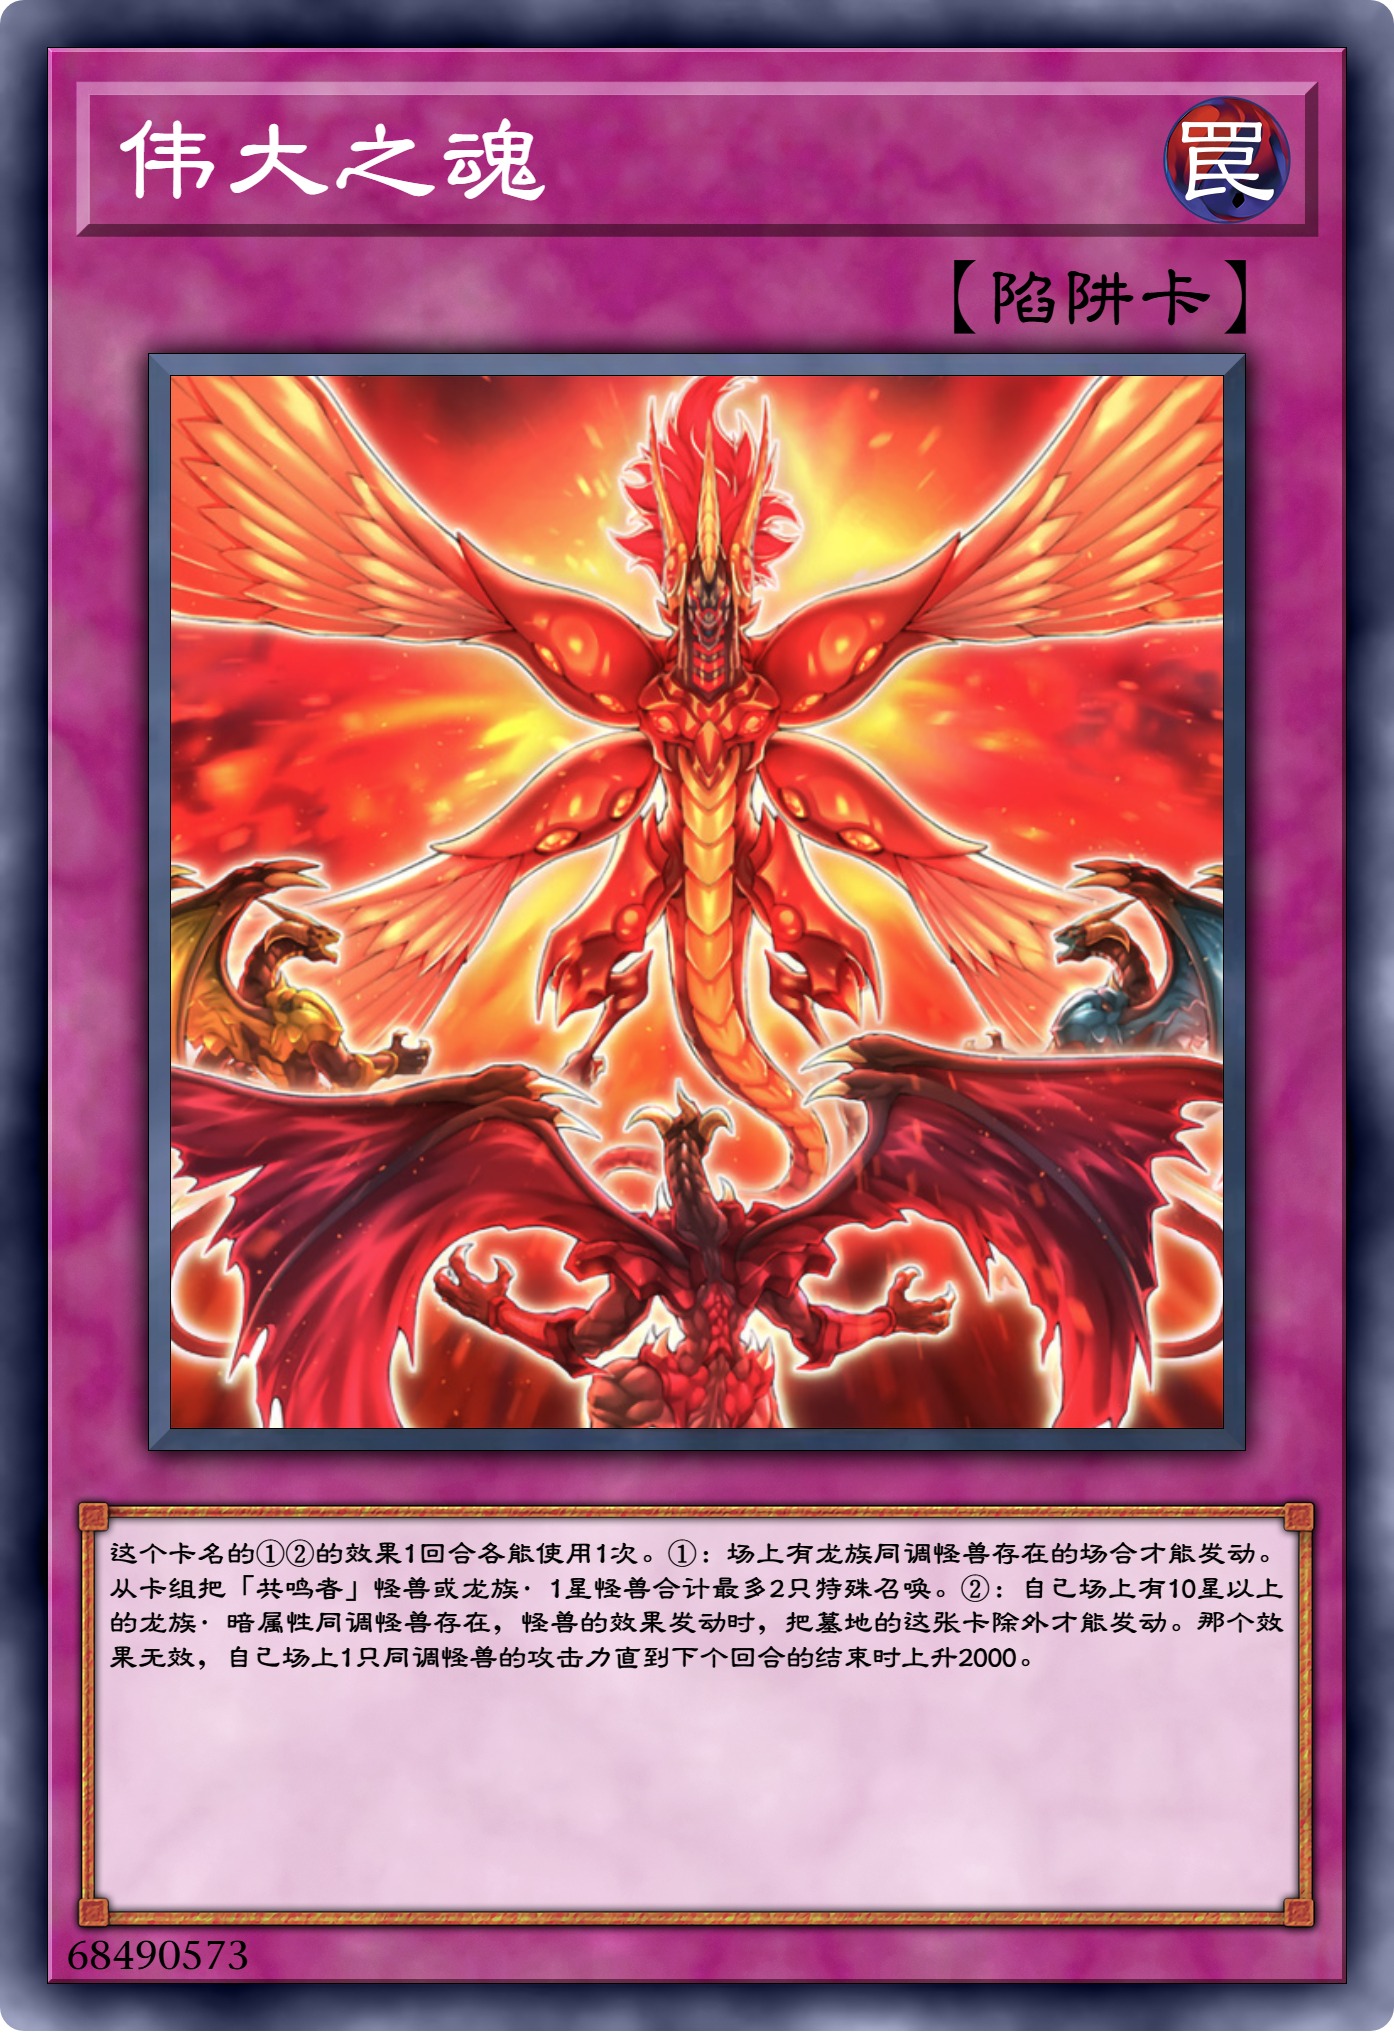 伟大之魂
罠
【陷阱卡】
这个卡名的①②的效果1回合各能使用1次。①：场上有龙族同调怪兽存在的场合才能发动。
从卡组把「共鸣者」怪兽或龙族·1星怪兽合计最多2只特殊召唤。②：自己场上有10星以上
的龙族·暗属性同调怪兽存在，怪兽的效果发动时，把墓地的这张卡除外才能发动。那个效
果无效，自己场上1只同调怪兽的攻击力直到下个回合的结束时上升2000。
68490573